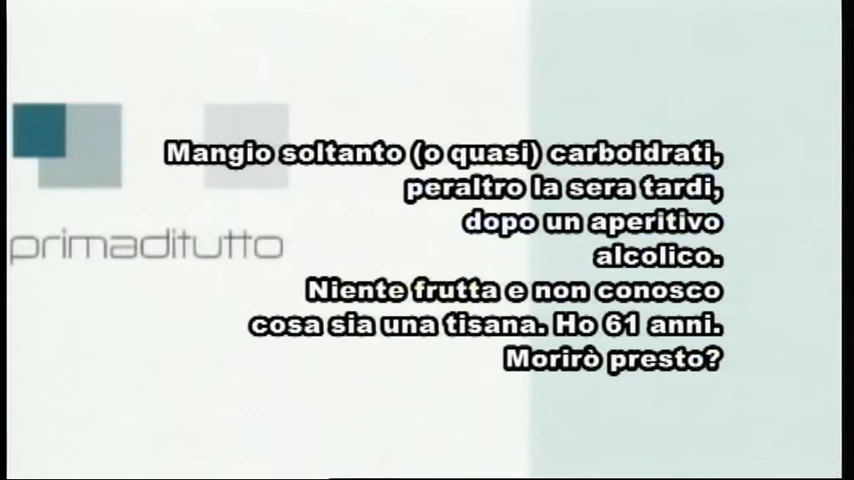 Mangio soltanto (o quasi) carboidrati,
peraltro la sera tardi,
dopo un aperitivo
alcolico.
primaditutto
Niente frutta e non conosco
cosa sia una tisana. Ho 61 anni.
Morirò presto?